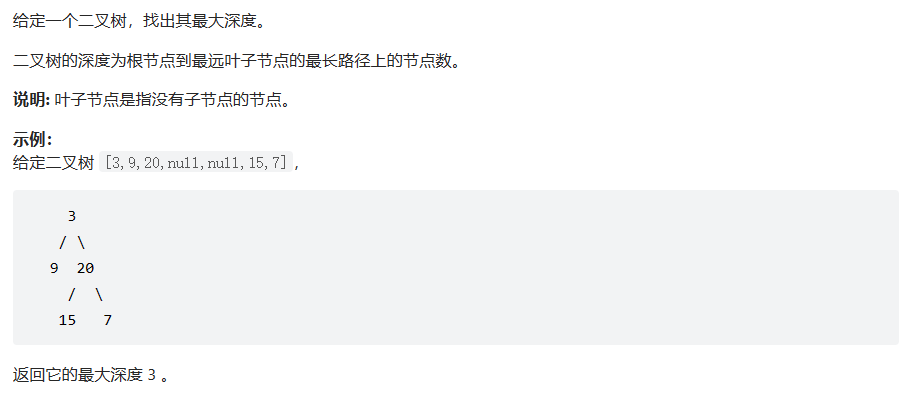 给定一个二叉树，找出其最大深度。
二叉树的深度为根节点到最远叶子节点的最长路径上的节点数。
说明: 叶子节点是指没有子节点的节点。
示例：
给定二叉树 [3,9,20,null,null,15,7]，
3
/ \
9  20
/  \
15   7
返回它的最大深度 3 。